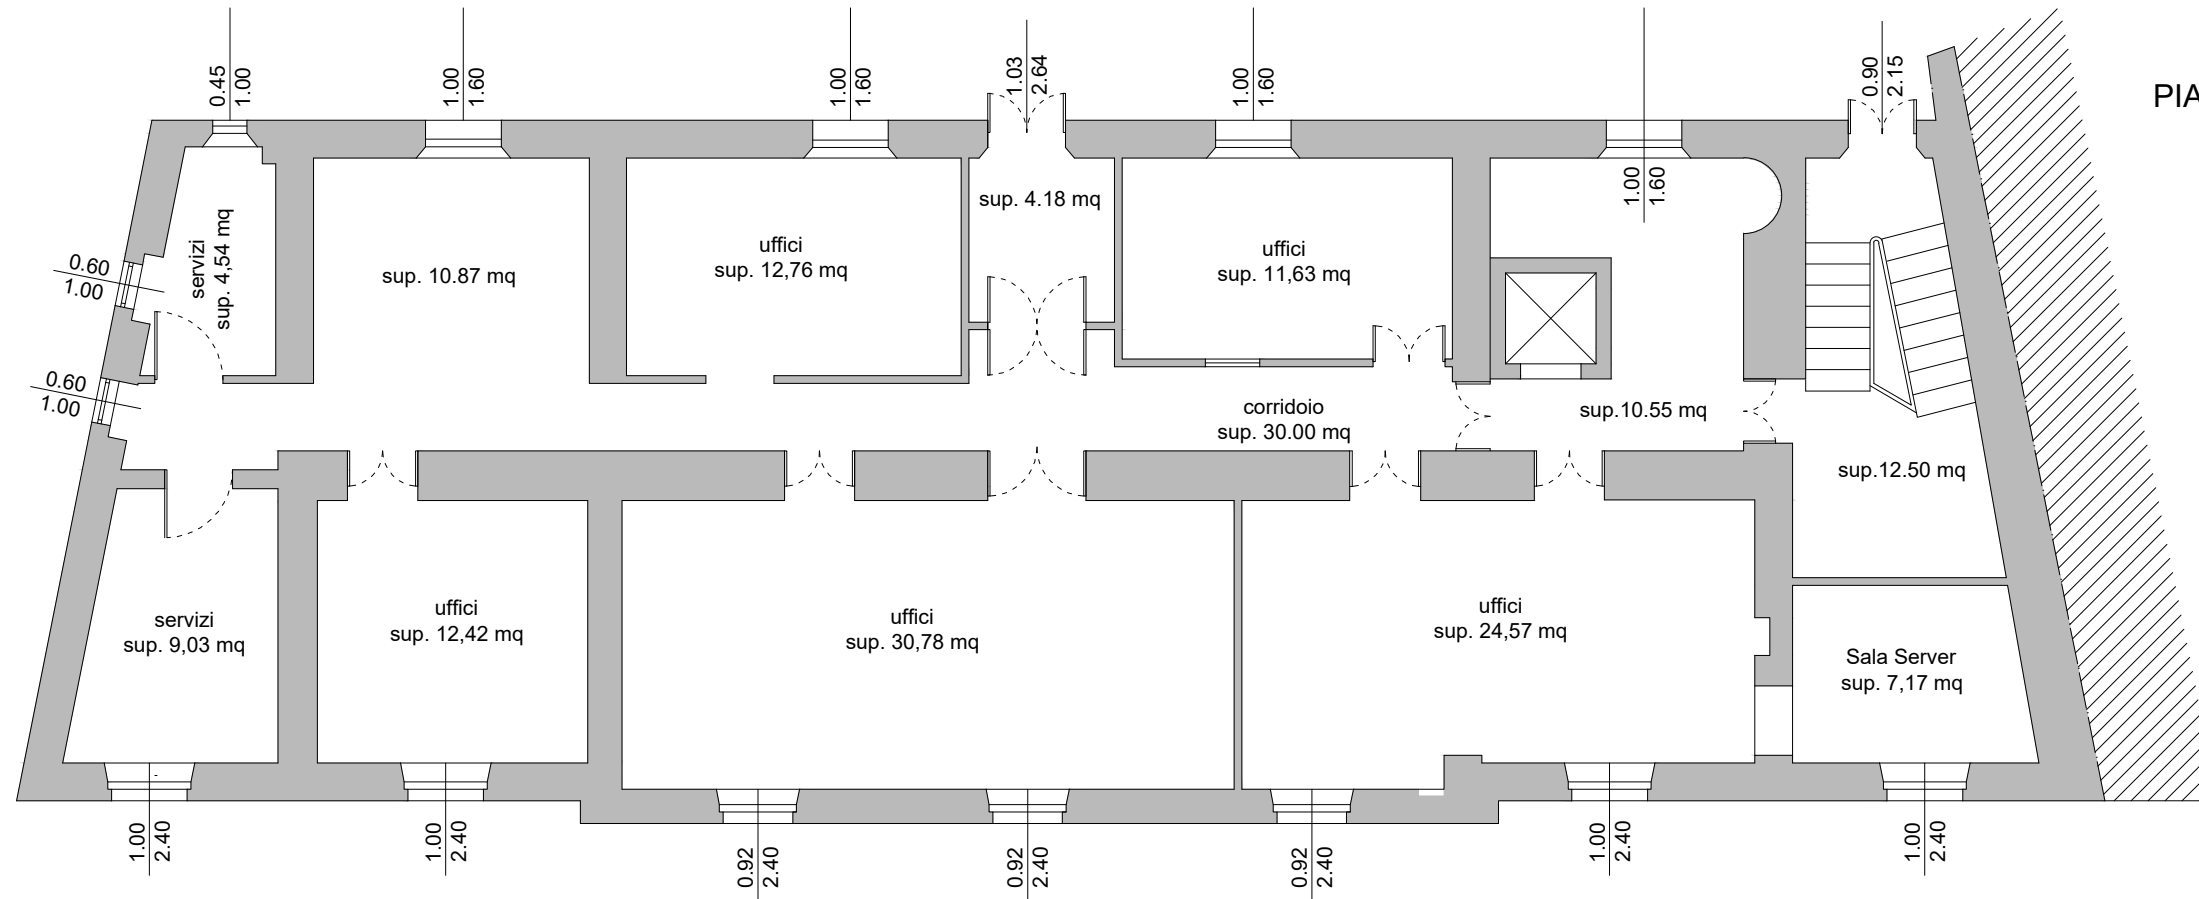 0.45
1.00
1.00
1.60
1.00
1.60
1.03
2.64
1.00
1.60
0.90
2.15
PIA
1.00
1.60
servizi
sup. 4,54 mq
sup. 10.87 mq
uffici
sup. 12,76 mq
sup. 4.18 mq
uffici
sup. 11,63 mq
0.60
1.00
0.60
1.00
corridoio
sup. 30.00 mq
sup.10.55 mq
sup.12.50 mq
servizi
sup. 9,03 mq
uffici
sup. 12,42 mq
uffici
sup. 30,78 mq
uffici
sup. 24,57 mq
Sala Server
sup. 7,17 mq
1.00
2.40
1.00
2.40
0.92
2.40
0.92
2.40
0.92
2.40
1.00
2.40
1.00
2.40